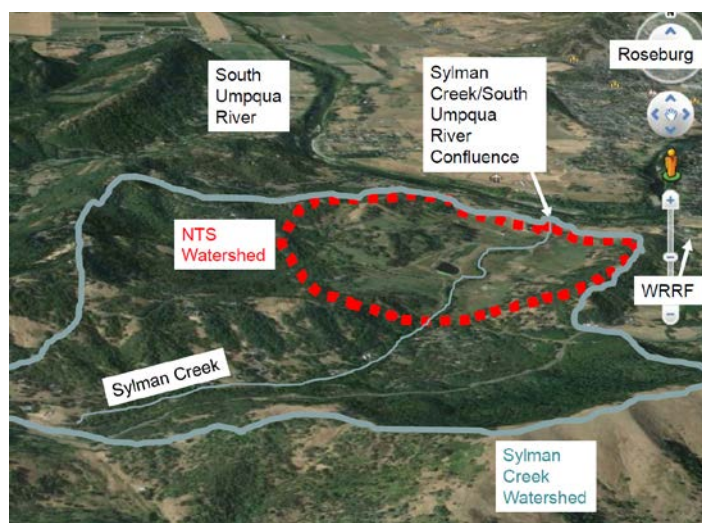 South
Umpqua
River
Sylman
Creek/South
Umpqua
River
Confluence
Roseburg
NTS
Watershed
WRRF
Sylman Creek
Sylman
Creek
Watershed